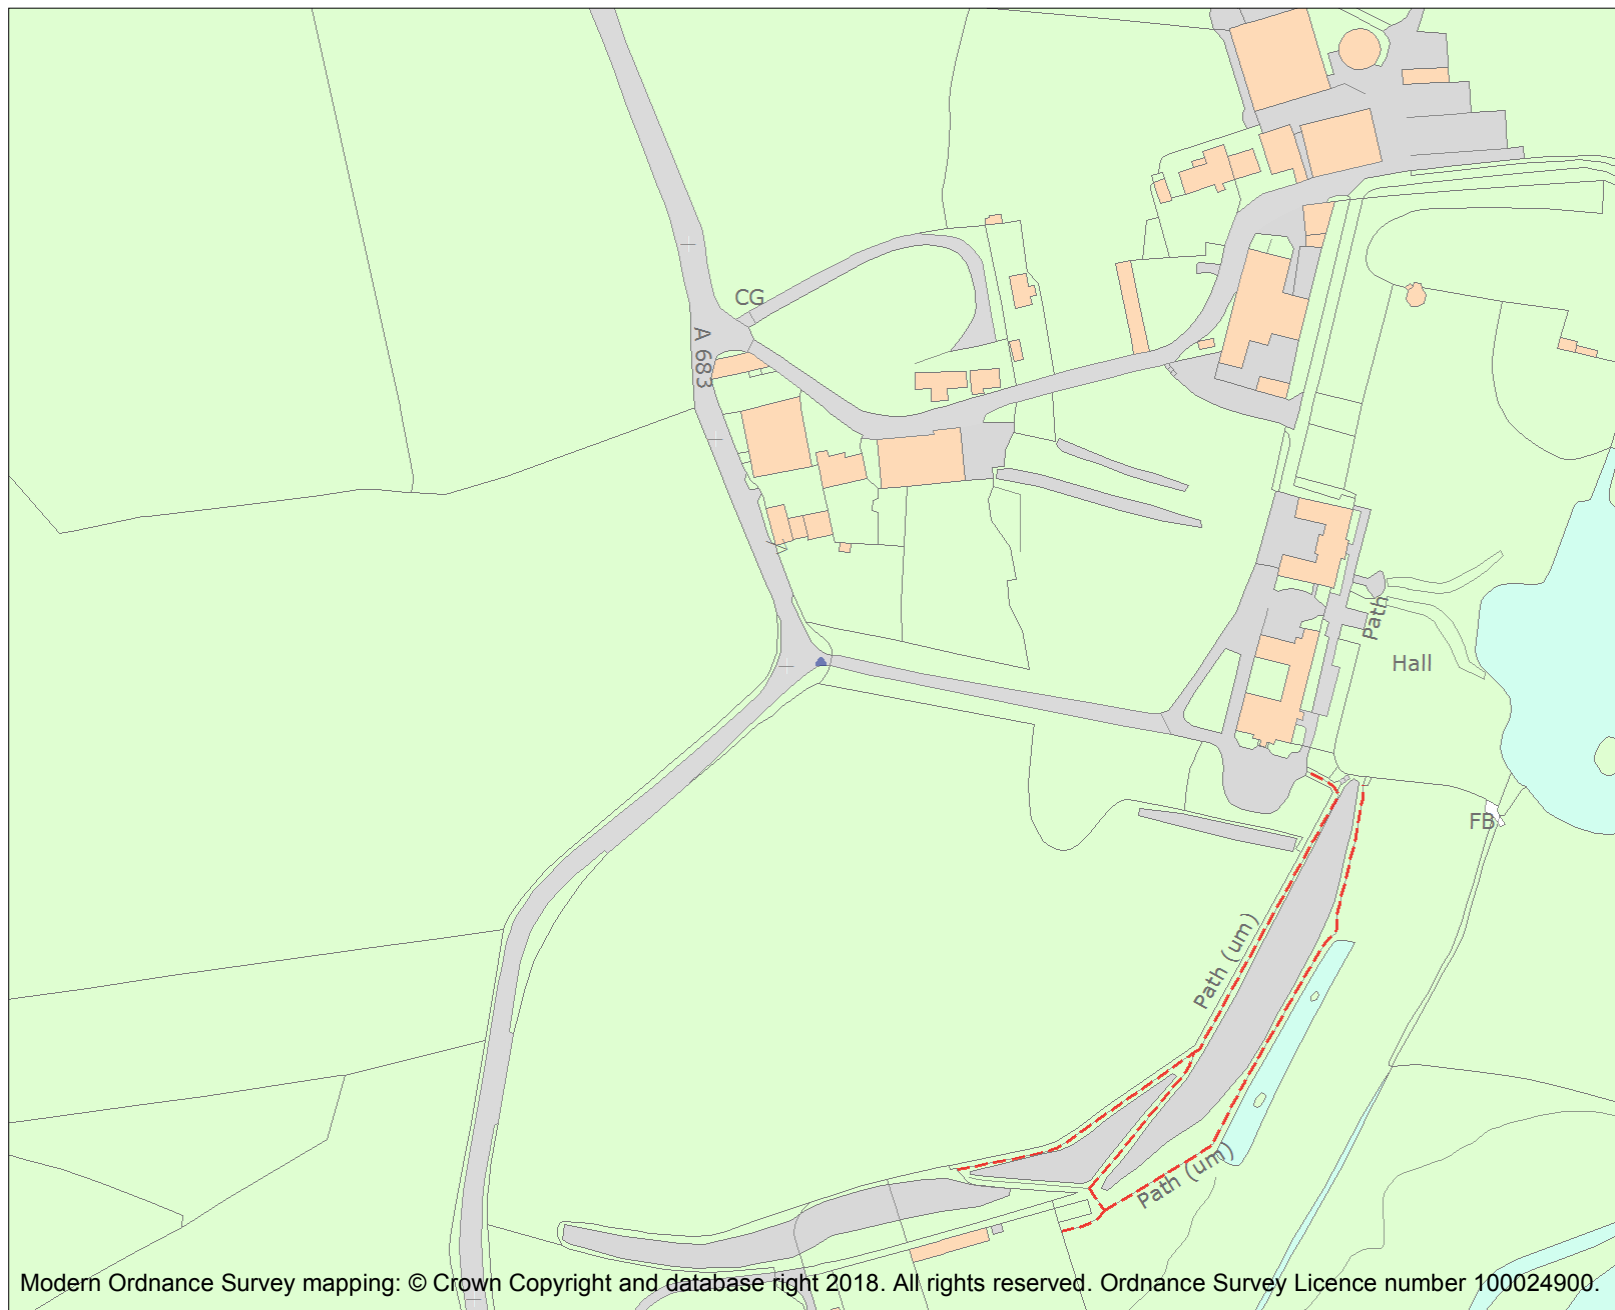 CG
A 683
Path
Hall
FB
Path (um)
Path (um)
Modern Ordnance Survey mapping: © Crown Copyright and database right 2018. All rights reserved. Ordnance Survey Licence number 100024900.